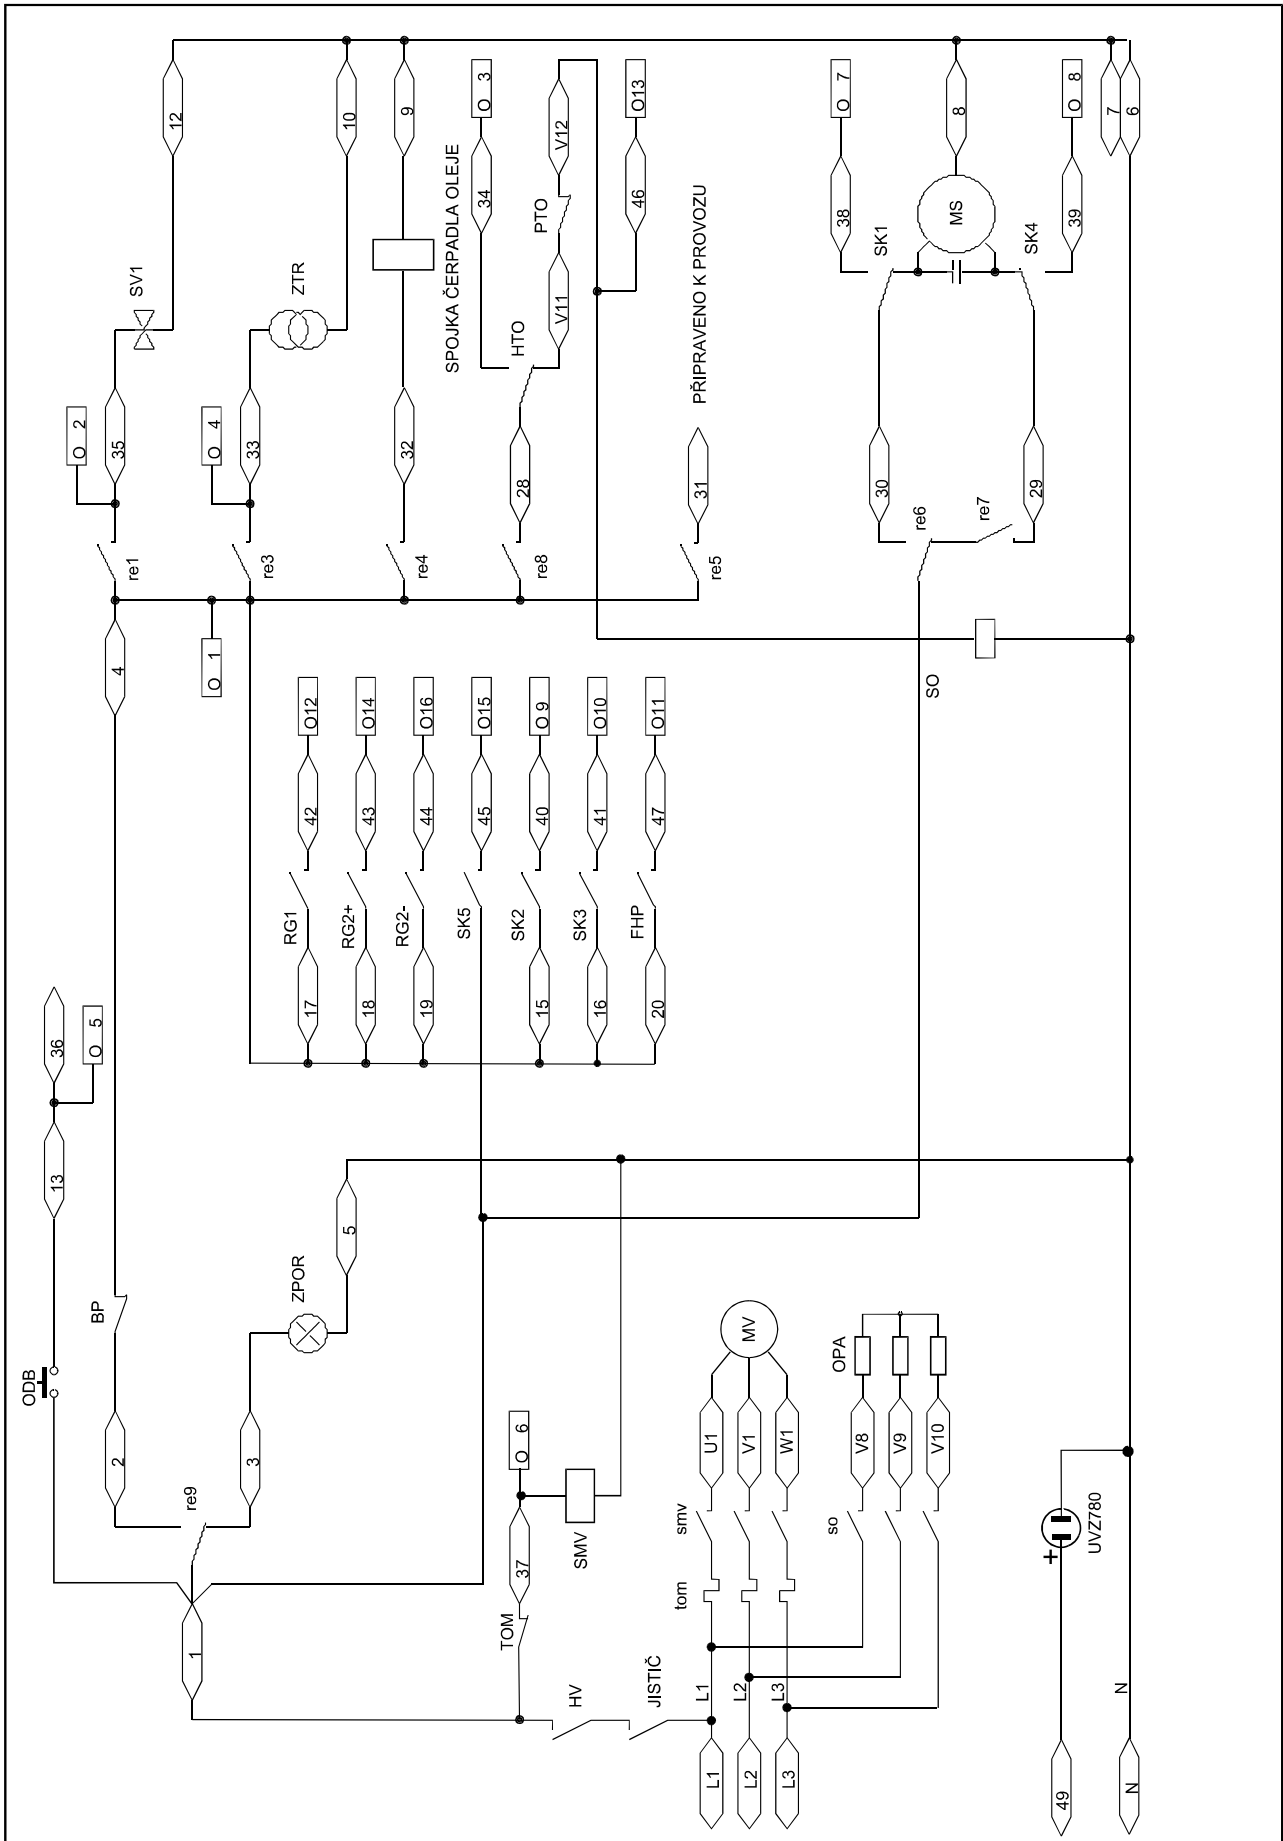 12
10
9
O 3
V12
O13
O 7
8
O 8
7
6
34
PTO
46
38
MS
39
SK1
SK4
SV1
ZTR
SPOJKA ČERPADLA OLEJE
HTO
V11
PŘIPRAVENO K PROVOZU
O 2
35
O 4
33
32
28
31
30
29
re6
re7
re1
re3
re4
re8
re5
4
O 1
SO
O12
O14
O16
O15
O 9
O10
O11
42
43
44
45
40
41
47
RG1
RG2+
RG2-
SK5
SK2
SK3
FHP
17
18
19
15
16
20
36
O 5
13
5
BP
ZPOR
ODB
MV
OPA
2
3
re9
O 6
U1
V1
W1
V8
V9
V10
SMV
smv
so
UVZ780
+
37
TOM
tom
1
HV
JISTIČ
L1
L2
L3
N
L1
L2
L3
49
N